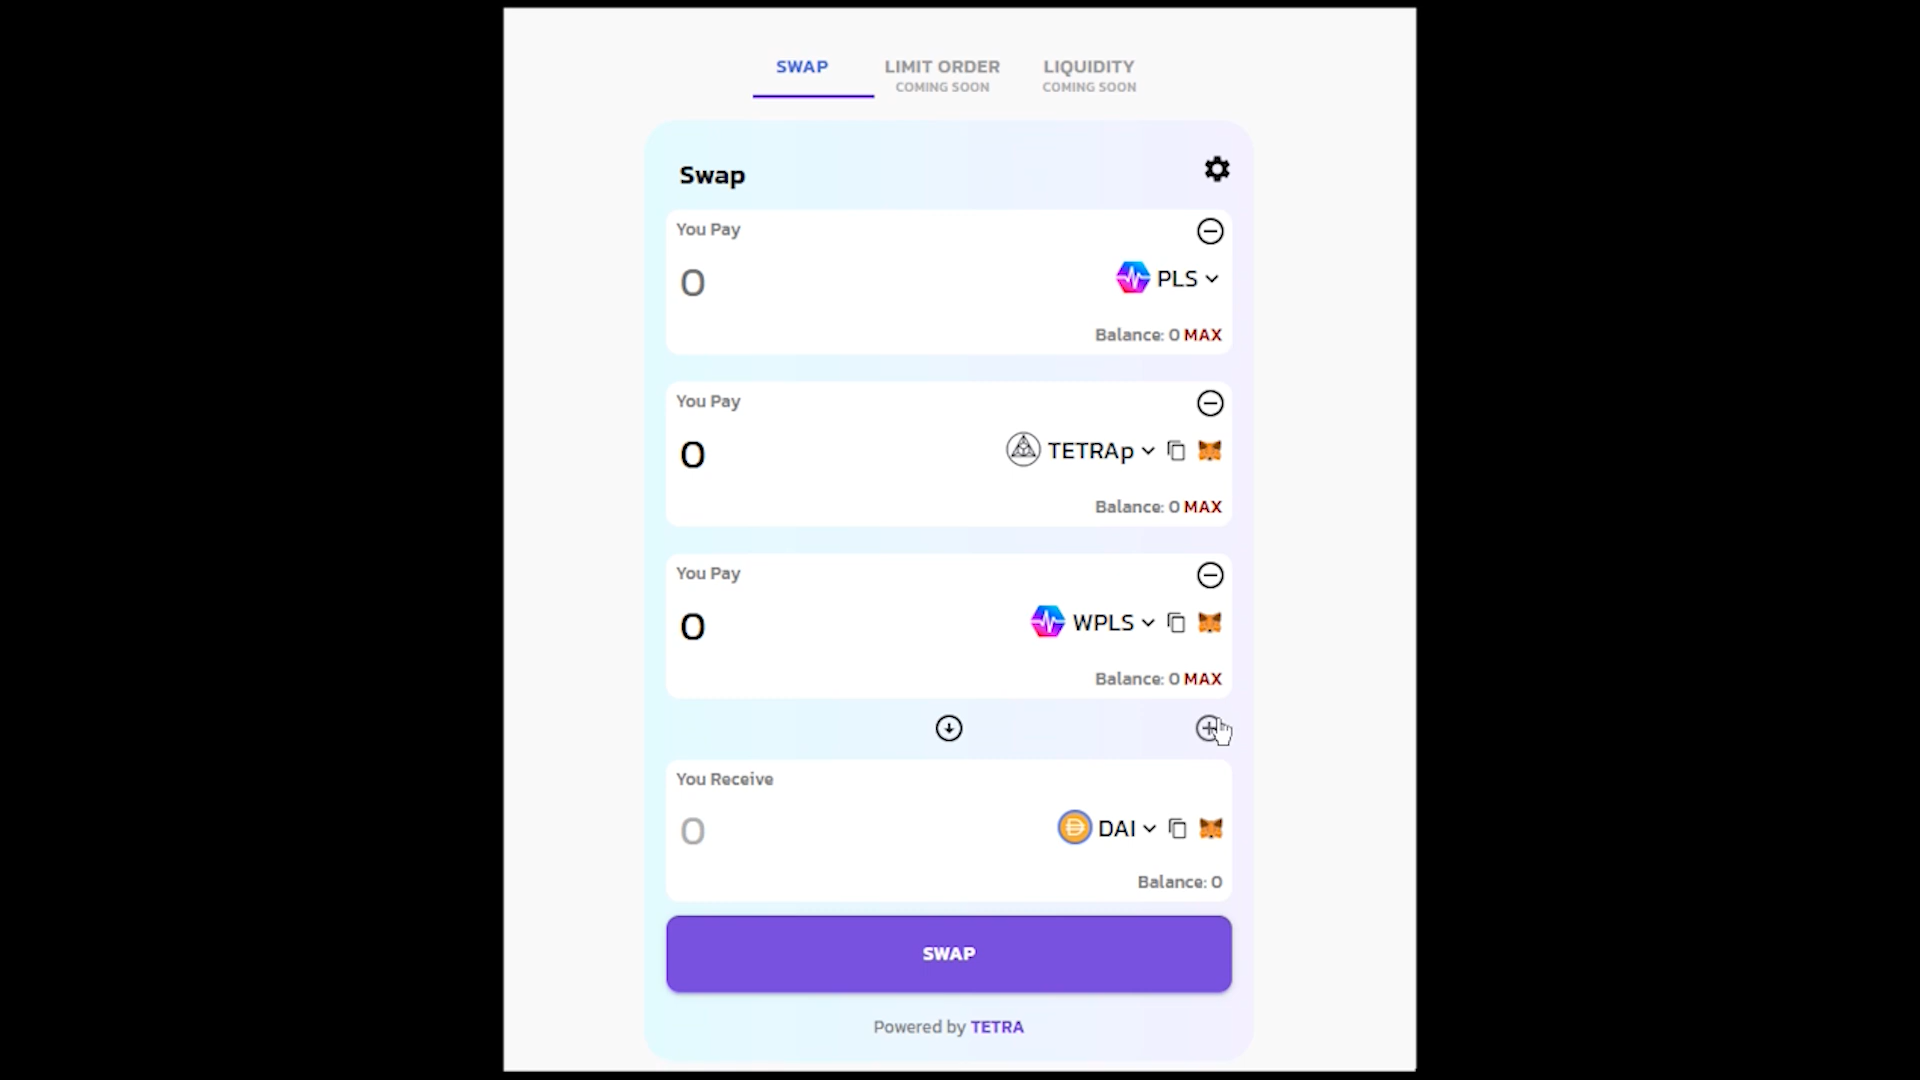 SWAP
LIMIT ORDER
COMING SOON
LIQUIDITY
COMING SOON
Swap
You Pay
0
PLS
Balance: 0 MAX
You Pay
0
TETRAp
Balance: 0 MAX
You Pay
0
WPLS
Balance: 0 MAX
You Receive
0
DAI
Balance: 0
SWAP
Powered by TETRA